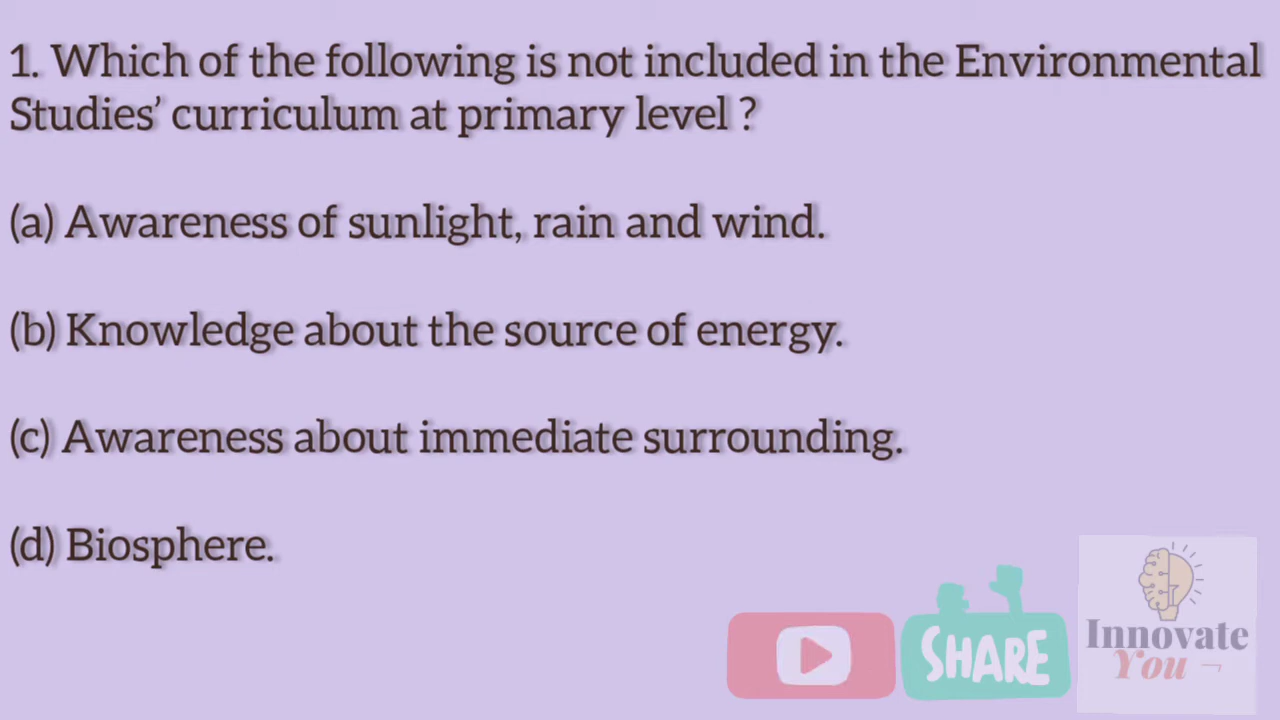 1. Which of the following is not included in the Environmental
Studies’ curriculum at primary level ?
(a) Awareness of sunlight, rain and wind.
(b) Knowledge about the source of energy.
(c) Awareness about immediate surrounding.
(d) Biosphere.
SHARE
Innovate
You ¬